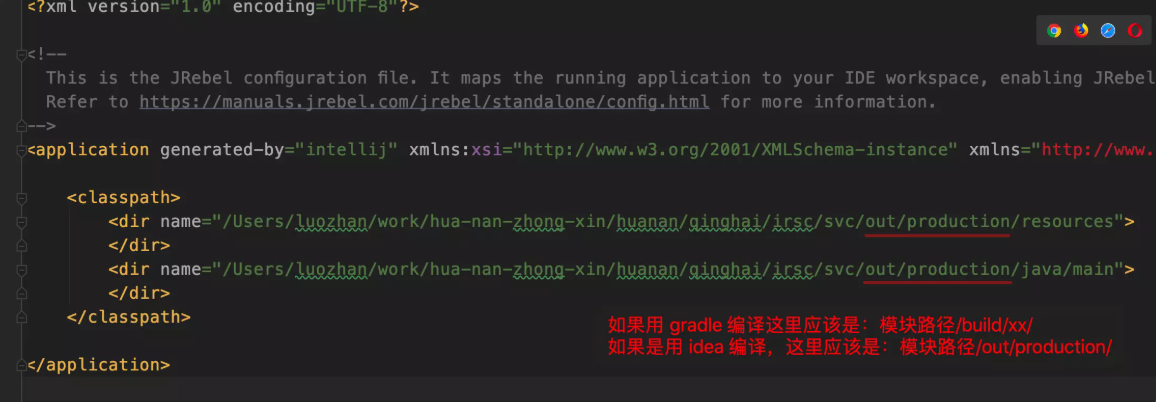 <?xml version="1.0" encoding="UTF-8"?>
<!--
This is the JRebel configuration file. It maps the running application to your IDE workspace, enabling JRebel
Refer to https://manuals.jrebel.com/jrebel/standalone/config.html for more information.
-->
<application generated-by="intellij" xmlns:xsi="http://www.w3.org/2001/XMLSchema-instance" xmlns="http://www.
<classpath>
<dir name="/Users/luozhan/work/hua-nan-zhong-xin/huanan/qinghai/irsc/svc/out/production/resources">
</dir>
<dir name="/Users/luozhan/work/hua-nan-zhong-xin/huanan/qinghai/irsc/svc/out/production/java/main">
</dir>
</classpath>
如果用 gradle 编译这里应该是：模块路径/build/xx/
如果是用 idea 编译，这里应该是：模块路径/out/production/
</application>